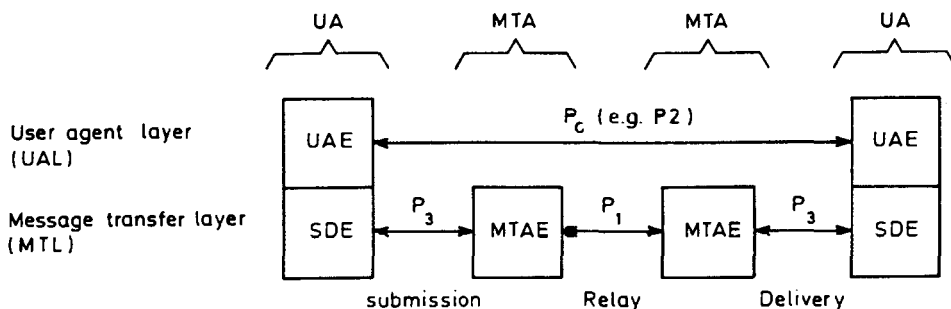 UA MTA MTA UA
User agent layer
(UAL)
UAE
P_c (e.g. P2)
UAE
Message transfer layer
(MTL)
SDE
P_3
MTAE
P_1
MTAE
P_3
SDE
submission Relay Delivery